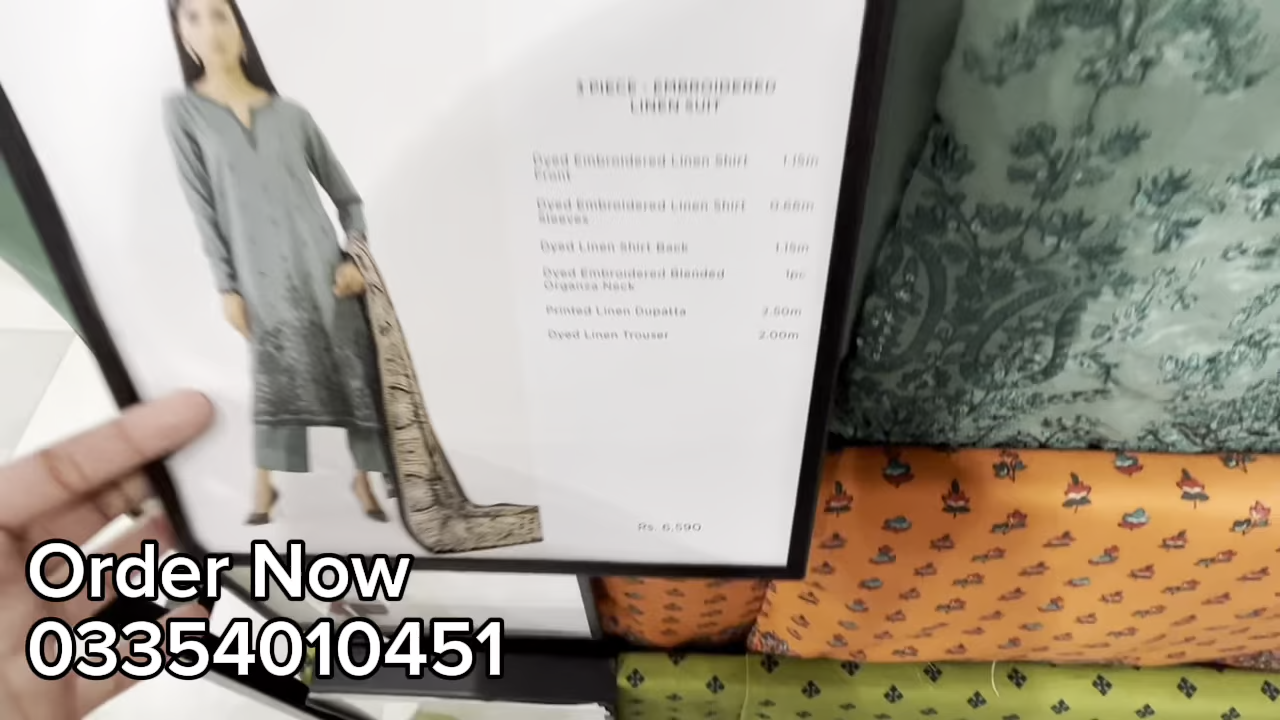 3 PIECE - EMBROIDERED
LINEN SUIT
Dyed Embroidered Linen Shirt 1.15m
Front
Dyed Embroidered Linen Shirt 0.66m
Sleeves
Dyed Linen Shirt Back 1.15m
Dyed Embroidered Blended 1pc
Organza Neck
Printed Linen Dupatta 2.50m
Dyed Linen Trouser 2.00m
Rs. 6,590
Order Now
03354010451